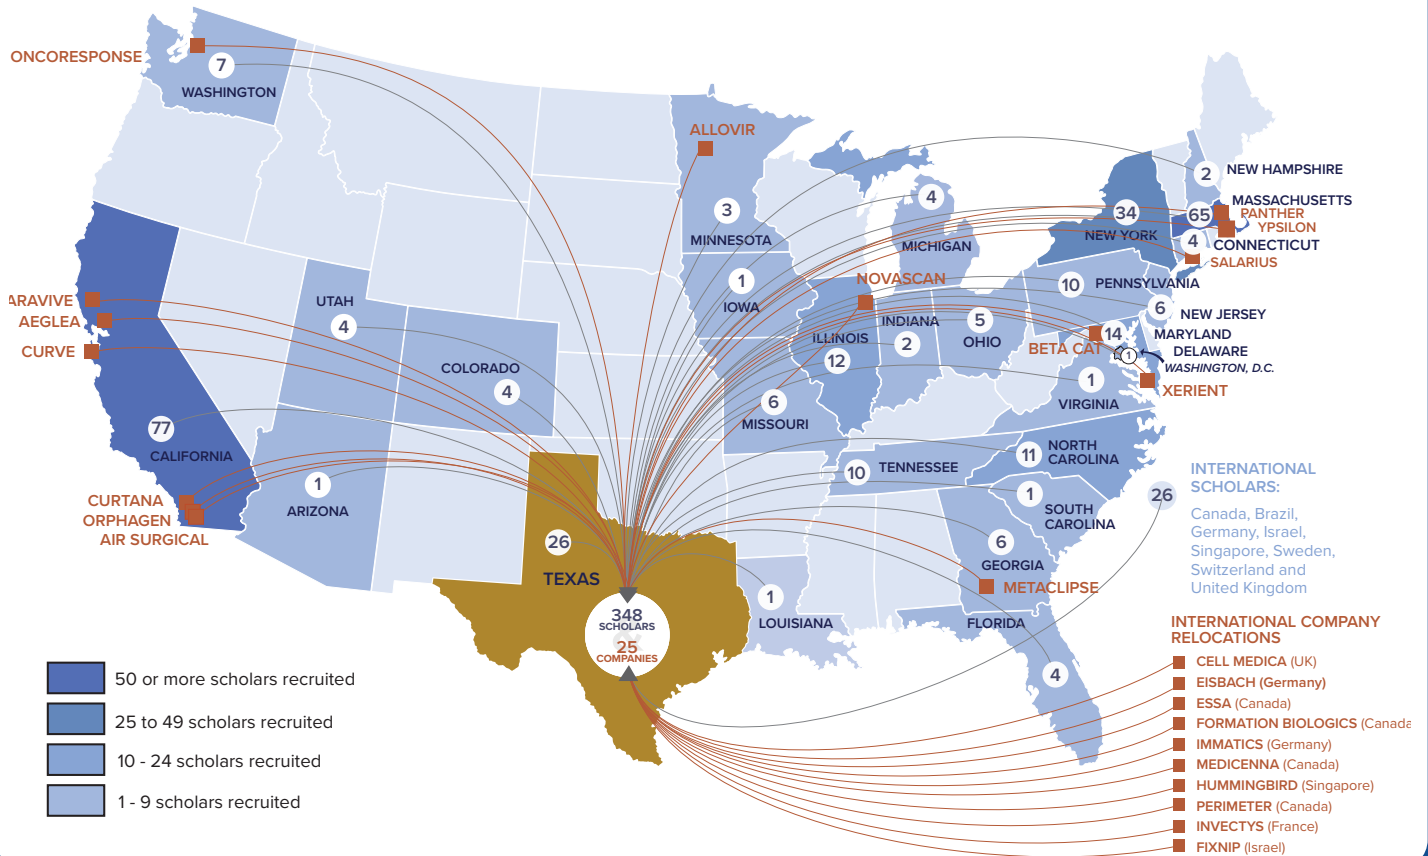 ONCORESPONSE
7
WASHINGTON
ALLOVIR
3
MINNESOTA
4
MICHIGAN
2
NEW HAMPSHIRE
MASSACHUSETTS
65
PANTHER
YPSILON
34
NEW YORK
4
CONNECTICUT
SALARIUS
ARAVIVE
AEGLEA
CURVE
UTAH
4
1
IOWA
NOVASCAN
10
PENNSYLVANIA
6
NEW JERSEY
14
MARYLAND
DELAWARE
1
WASHINGTON, D.C.
BETA CAT
XERIENT
INDIANA
2
5
OHIO
ILLINOIS
12
COLORADO
4
6
MISSOURI
1
VIRGINIA
77
CALIFORNIA
11
NORTH
CAROLINA
10
TENNESSEE
1
ARIZONA
1
SOUTH
CAROLINA
CURTANA
ORPHAGEN
AIR SURGICAL
26
TEXAS
6
GEORGIA
METACLIPSE
1
LOUISIANA
FLORIDA
4
348
SCHOLARS
&
25
COMPANIES
26
INTERNATIONAL
SCHOLARS:
Canada, Brazil,
Germany, Israel,
Singapore, Sweden,
Switzerland and
United Kingdom
INTERNATIONAL COMPANY
RELOCATIONS
CELL MEDICA (UK)
EISBACH (Germany)
ESSA (Canada)
FORMATION BIOLOGICS (Canada
IMMATICS (Germany)
MEDICENNA (Canada)
HUMMINGBIRD (Singapore)
PERIMETER (Canada)
INVECTYS (France)
FIXNIP (Israel)
50 or more scholars recruited
25 to 49 scholars recruited
10 - 24 scholars recruited
1 - 9 scholars recruited